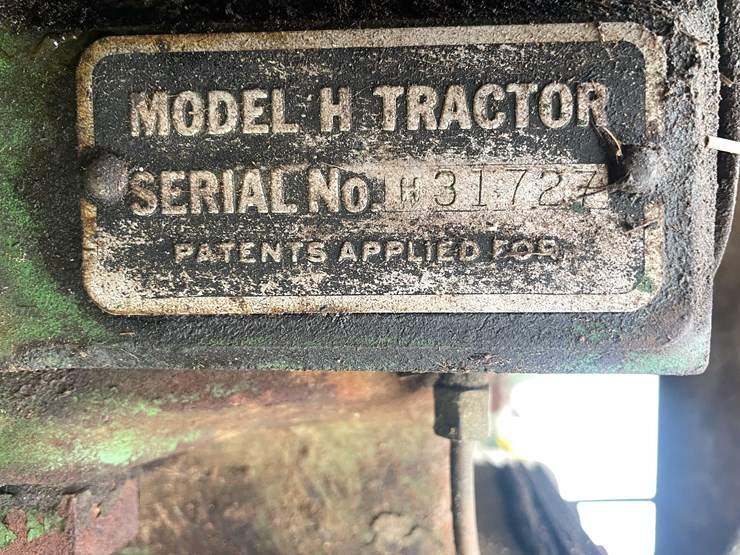 MODEL H TRACTOR
SERIAL No. H 31727
PATENTS APPLIED FOR